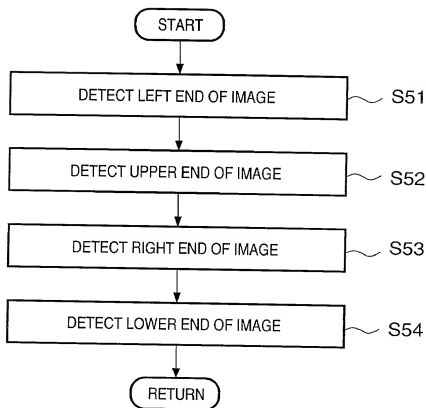 START
DETECT LEFT END OF IMAGE
S51
DETECT UPPER END OF IMAGE
S52
DETECT RIGHT END OF IMAGE
S53
DETECT LOWER END OF IMAGE
S54
RETURN